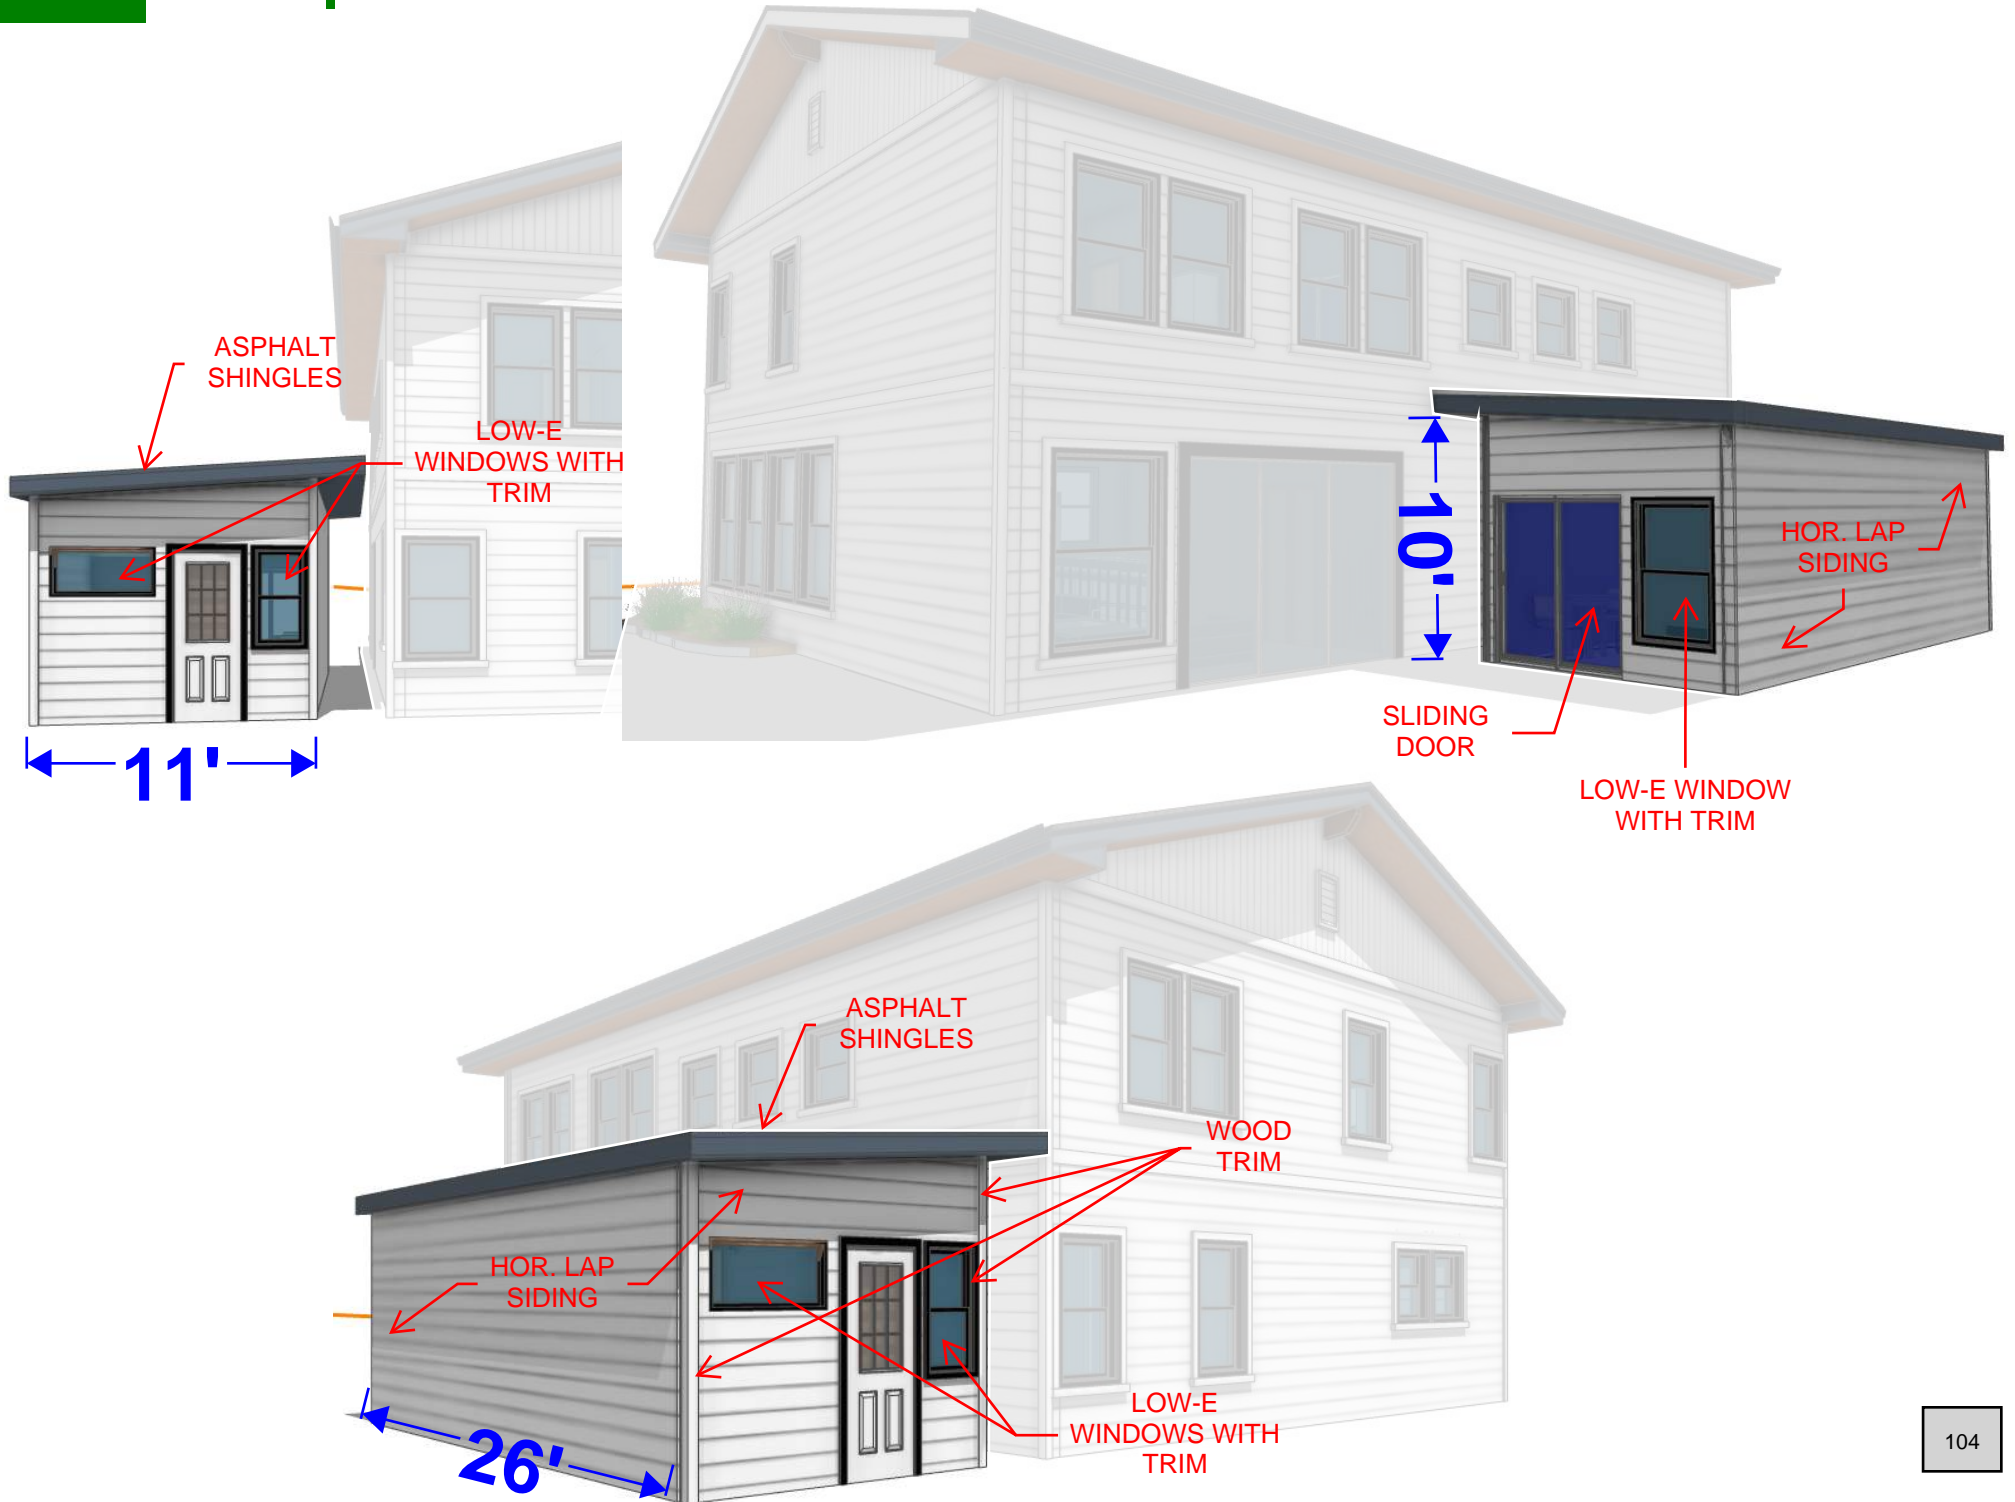 ASPHALT
SHINGLES
LOW-E
WINDOWS WITH
TRIM
11'
10'
HOR. LAP
SIDING
SLIDING
DOOR
LOW-E WINDOW
WITH TRIM
ASPHALT
SHINGLES
WOOD
TRIM
HOR. LAP
SIDING
LOW-E
WINDOWS WITH
TRIM
26'
104